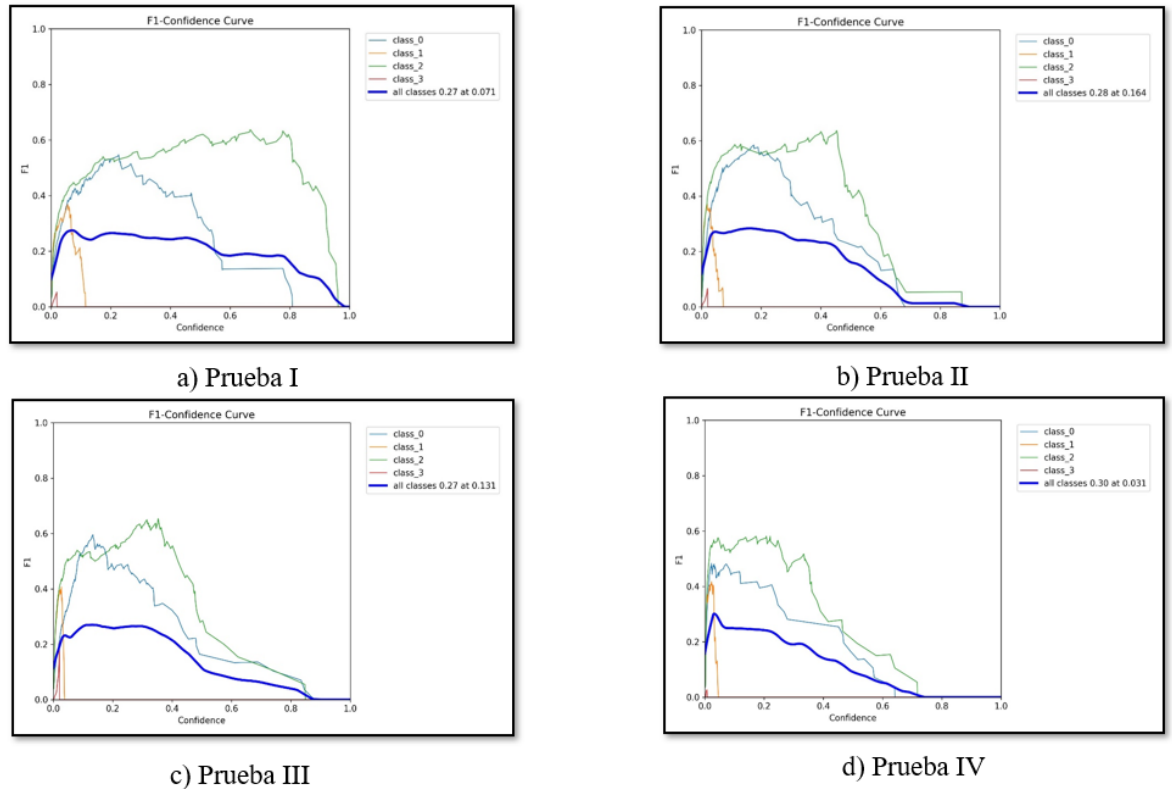 F1-Confidence Curve
1.0
0.8
0.6
0.4
0.2
0.0
F1
0.0 0.2 0.4 0.6 0.8 1.0
Confidence
class_0
class_1
class_2
class_3
all classes 0.27 at 0.071
a) Prueba I
F1-Confidence Curve
1.0
0.8
0.6
0.4
0.2
0.0
F1
0.0 0.2 0.4 0.6 0.8 1.0
Confidence
class_0
class_1
class_2
class_3
all classes 0.28 at 0.164
b) Prueba II
F1-Confidence Curve
1.0
0.8
0.6
0.4
0.2
0.0
F1
0.0 0.2 0.4 0.6 0.8 1.0
Confidence
class_0
class_1
class_2
class_3
all classes 0.27 at 0.131
c) Prueba III
F1-Confidence Curve
1.0
0.8
0.6
0.4
0.2
0.0
F1
0.0 0.2 0.4 0.6 0.8 1.0
Confidence
class_0
class_1
class_2
class_3
all classes 0.30 at 0.031
d) Prueba IV